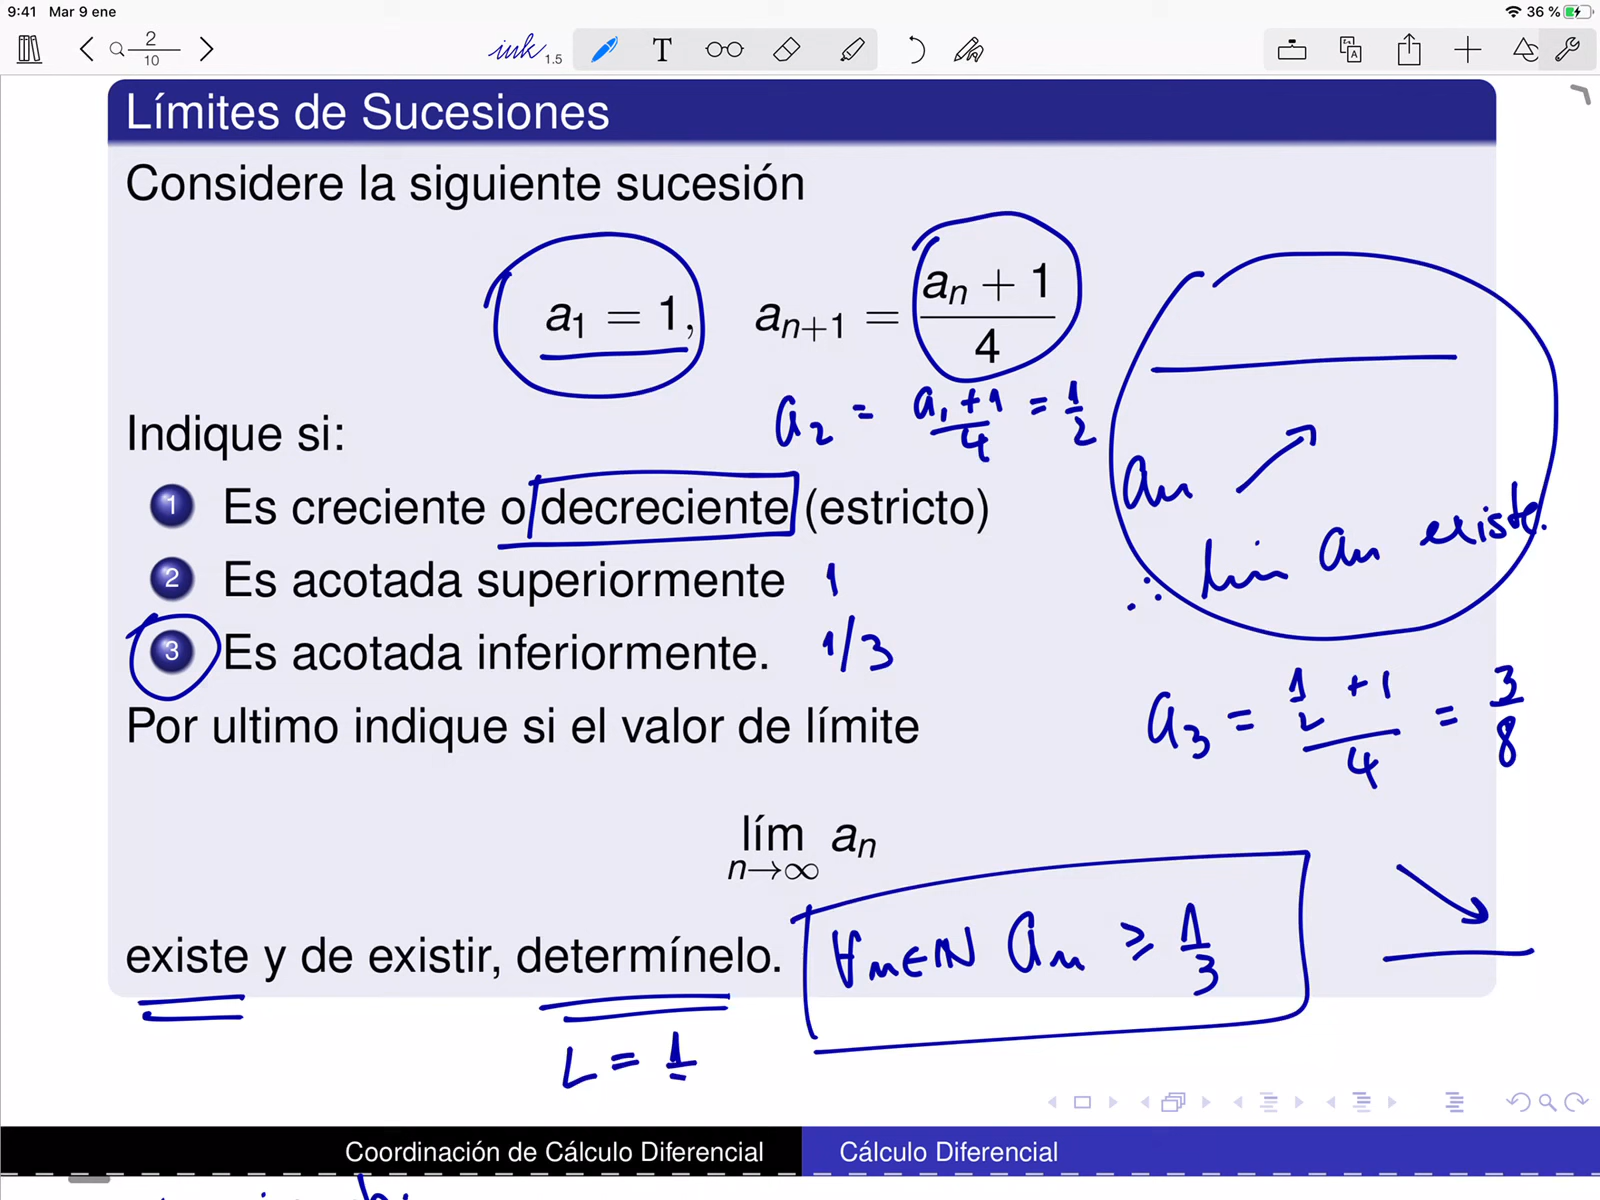 9:41 Mar 9 ene 36 %
2
10
ink 1.5
T
Límites de Sucesiones
Considere la siguiente sucesión
a₁ = 1, aₙ₊₁ = (aₙ + 1)/4
a₂ = (a₁ + 1)/4 = 1/2
Indique si:
1 Es creciente o decreciente (estricto)
2 Es acotada superiormente 1
3 Es acotada inferiormente. 1/3
aₙ ↗
∴ lim aₙ existe.
a₃ = (1/2 + 1)/4 = 3/8
Por ultimo indique si el valor de límite
lím aₙ
n→∞
existe y de existir, determínelo.
∀n∈ℕ aₙ ≥ 1/3
L = 1
Coordinación de Cálculo Diferencial Cálculo Diferencial